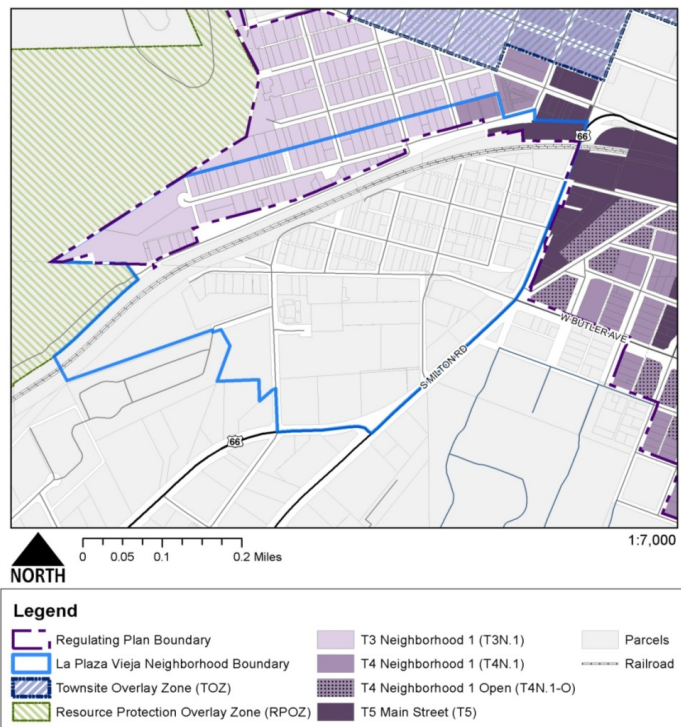 66
W BUTLER AVE
S MILTON RD
66
NORTH
0 0.05 0.1 0.2 Miles
1:7,000
Legend
Regulating Plan Boundary
La Plaza Vieja Neighborhood Boundary
Townsite Overlay Zone (TOZ)
Resource Protection Overlay Zone (RPOZ)
T3 Neighborhood 1 (T3N.1)
T4 Neighborhood 1 (T4N.1)
T4 Neighborhood 1 Open (T4N.1-O)
T5 Main Street (T5)
Parcels
Railroad